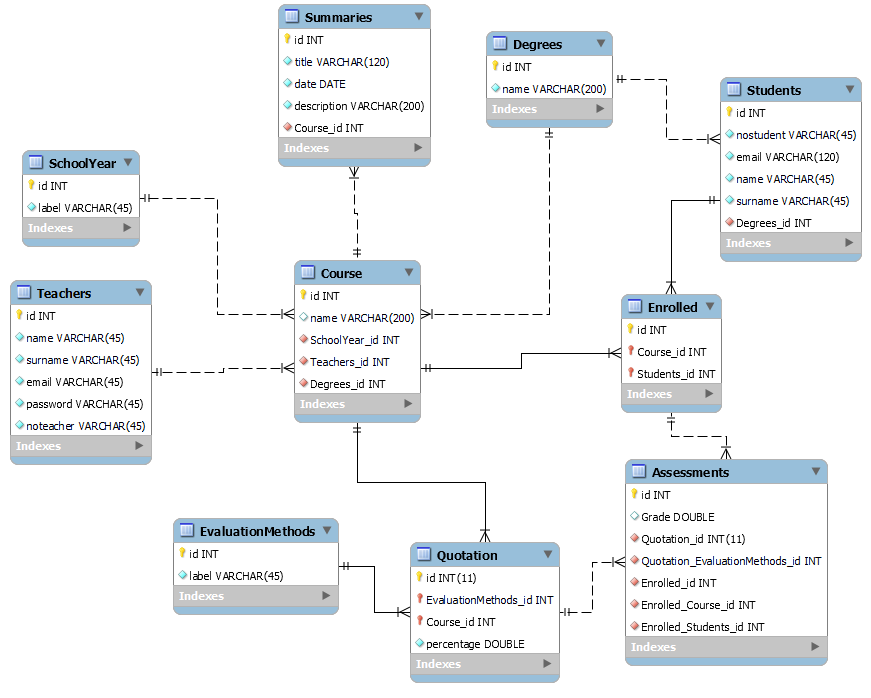 Summaries
id INT
title VARCHAR(120)
date DATE
description VARCHAR(200)
Course_id INT
Indexes
Degrees
id INT
name VARCHAR(200)
Indexes
Students
id INT
nostudent VARCHAR(45)
email VARCHAR(120)
name VARCHAR(45)
surname VARCHAR(45)
Degrees_id INT
Indexes
SchoolYear
id INT
label VARCHAR(45)
Indexes
Teachers
id INT
name VARCHAR(45)
surname VARCHAR(45)
email VARCHAR(45)
password VARCHAR(45)
noteacher VARCHAR(45)
Indexes
Course
id INT
name VARCHAR(200)
SchoolYear_id INT
Teachers_id INT
Degrees_id INT
Indexes
Enrolled
id INT
Course_id INT
Students_id INT
Indexes
EvaluationMethods
id INT
label VARCHAR(45)
Indexes
Quotation
id INT(11)
EvaluationMethods_id INT
Course_id INT
percentage DOUBLE
Indexes
Assessments
id INT
Grade DOUBLE
Quotation_id INT(11)
Quotation_EvaluationMethods_id INT
Enrolled_id INT
Enrolled_Course_id INT
Enrolled_Students_id INT
Indexes